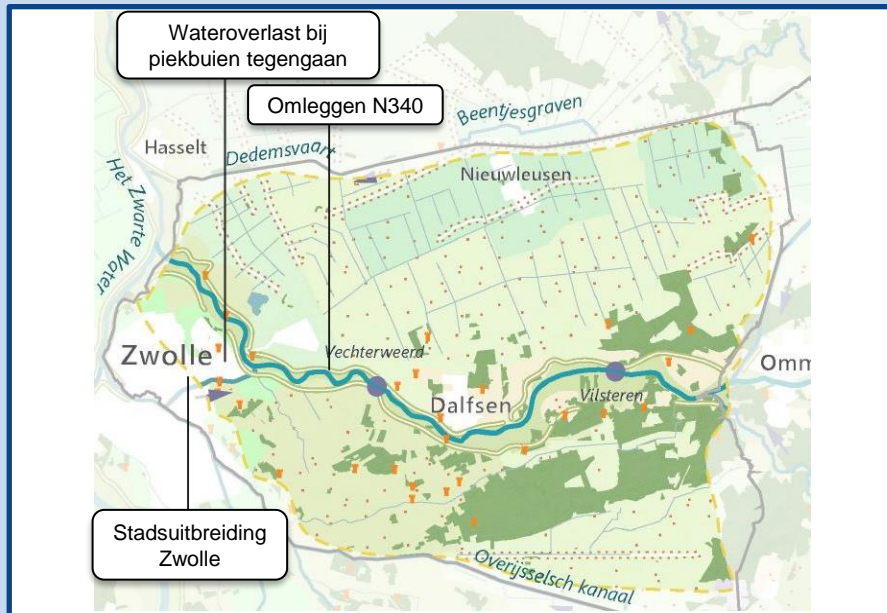 Wateroverlast bij
piekbuien tegengaan
Omleggen N340
Beentjesgraven
Hasselt
Dedemsvaart
Nieuwleusen
Het Zwarte Water
Zwolle
Vechterweerd
Omm
Dalfsen
Vilsteren
Stadsuitbreiding
Zwolle
Overijsselsch kanaal